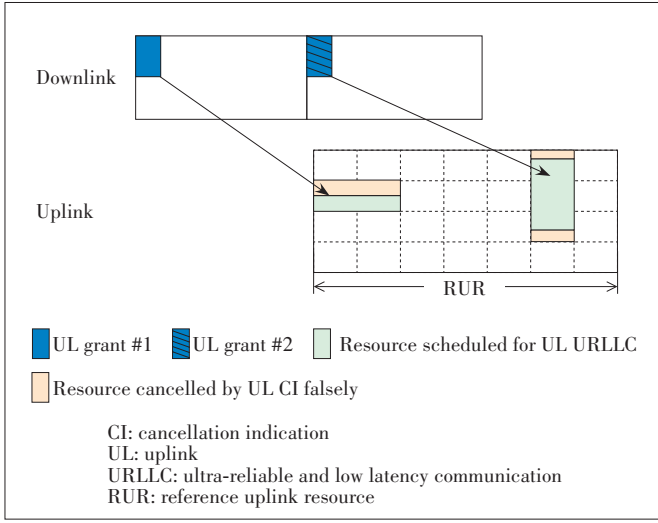 Downlink
Uplink
RUR
UL grant #1 UL grant #2 Resource scheduled for UL URLLC
Resource cancelled by UL CI falsely
CI: cancellation indication
UL: uplink
URLLC: ultra-reliable and low latency communication
RUR: reference uplink resource